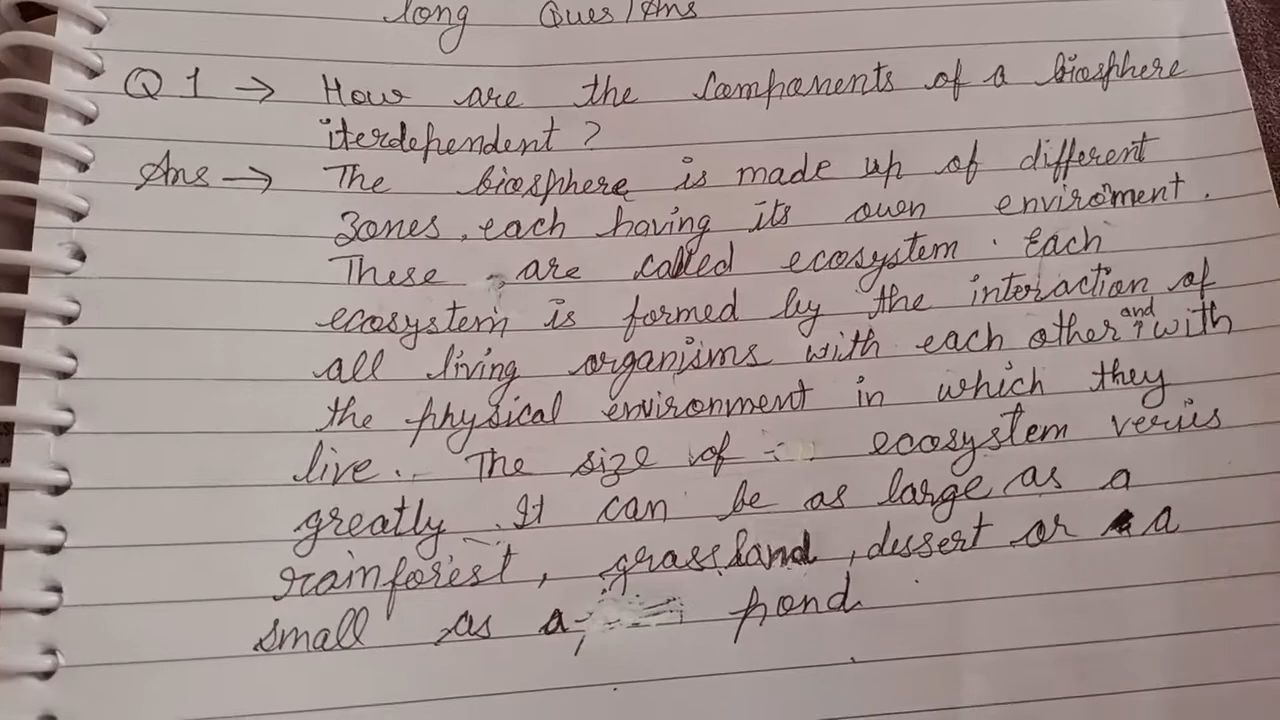 long Ques/Ans
Q 1 → How are the components of a biosphere
iterdependent ?
Ans → The biosphere is made up of different
zones, each having its own enviroment.
These are called ecosystem. Each
ecosystem is formed by the interaction of
all living organisms with each other and with
the physical environment in which they
live. The size of ecosystem veries
greatly. It can be as large as a
rainforest, grassland, dessert or a
small as a pond